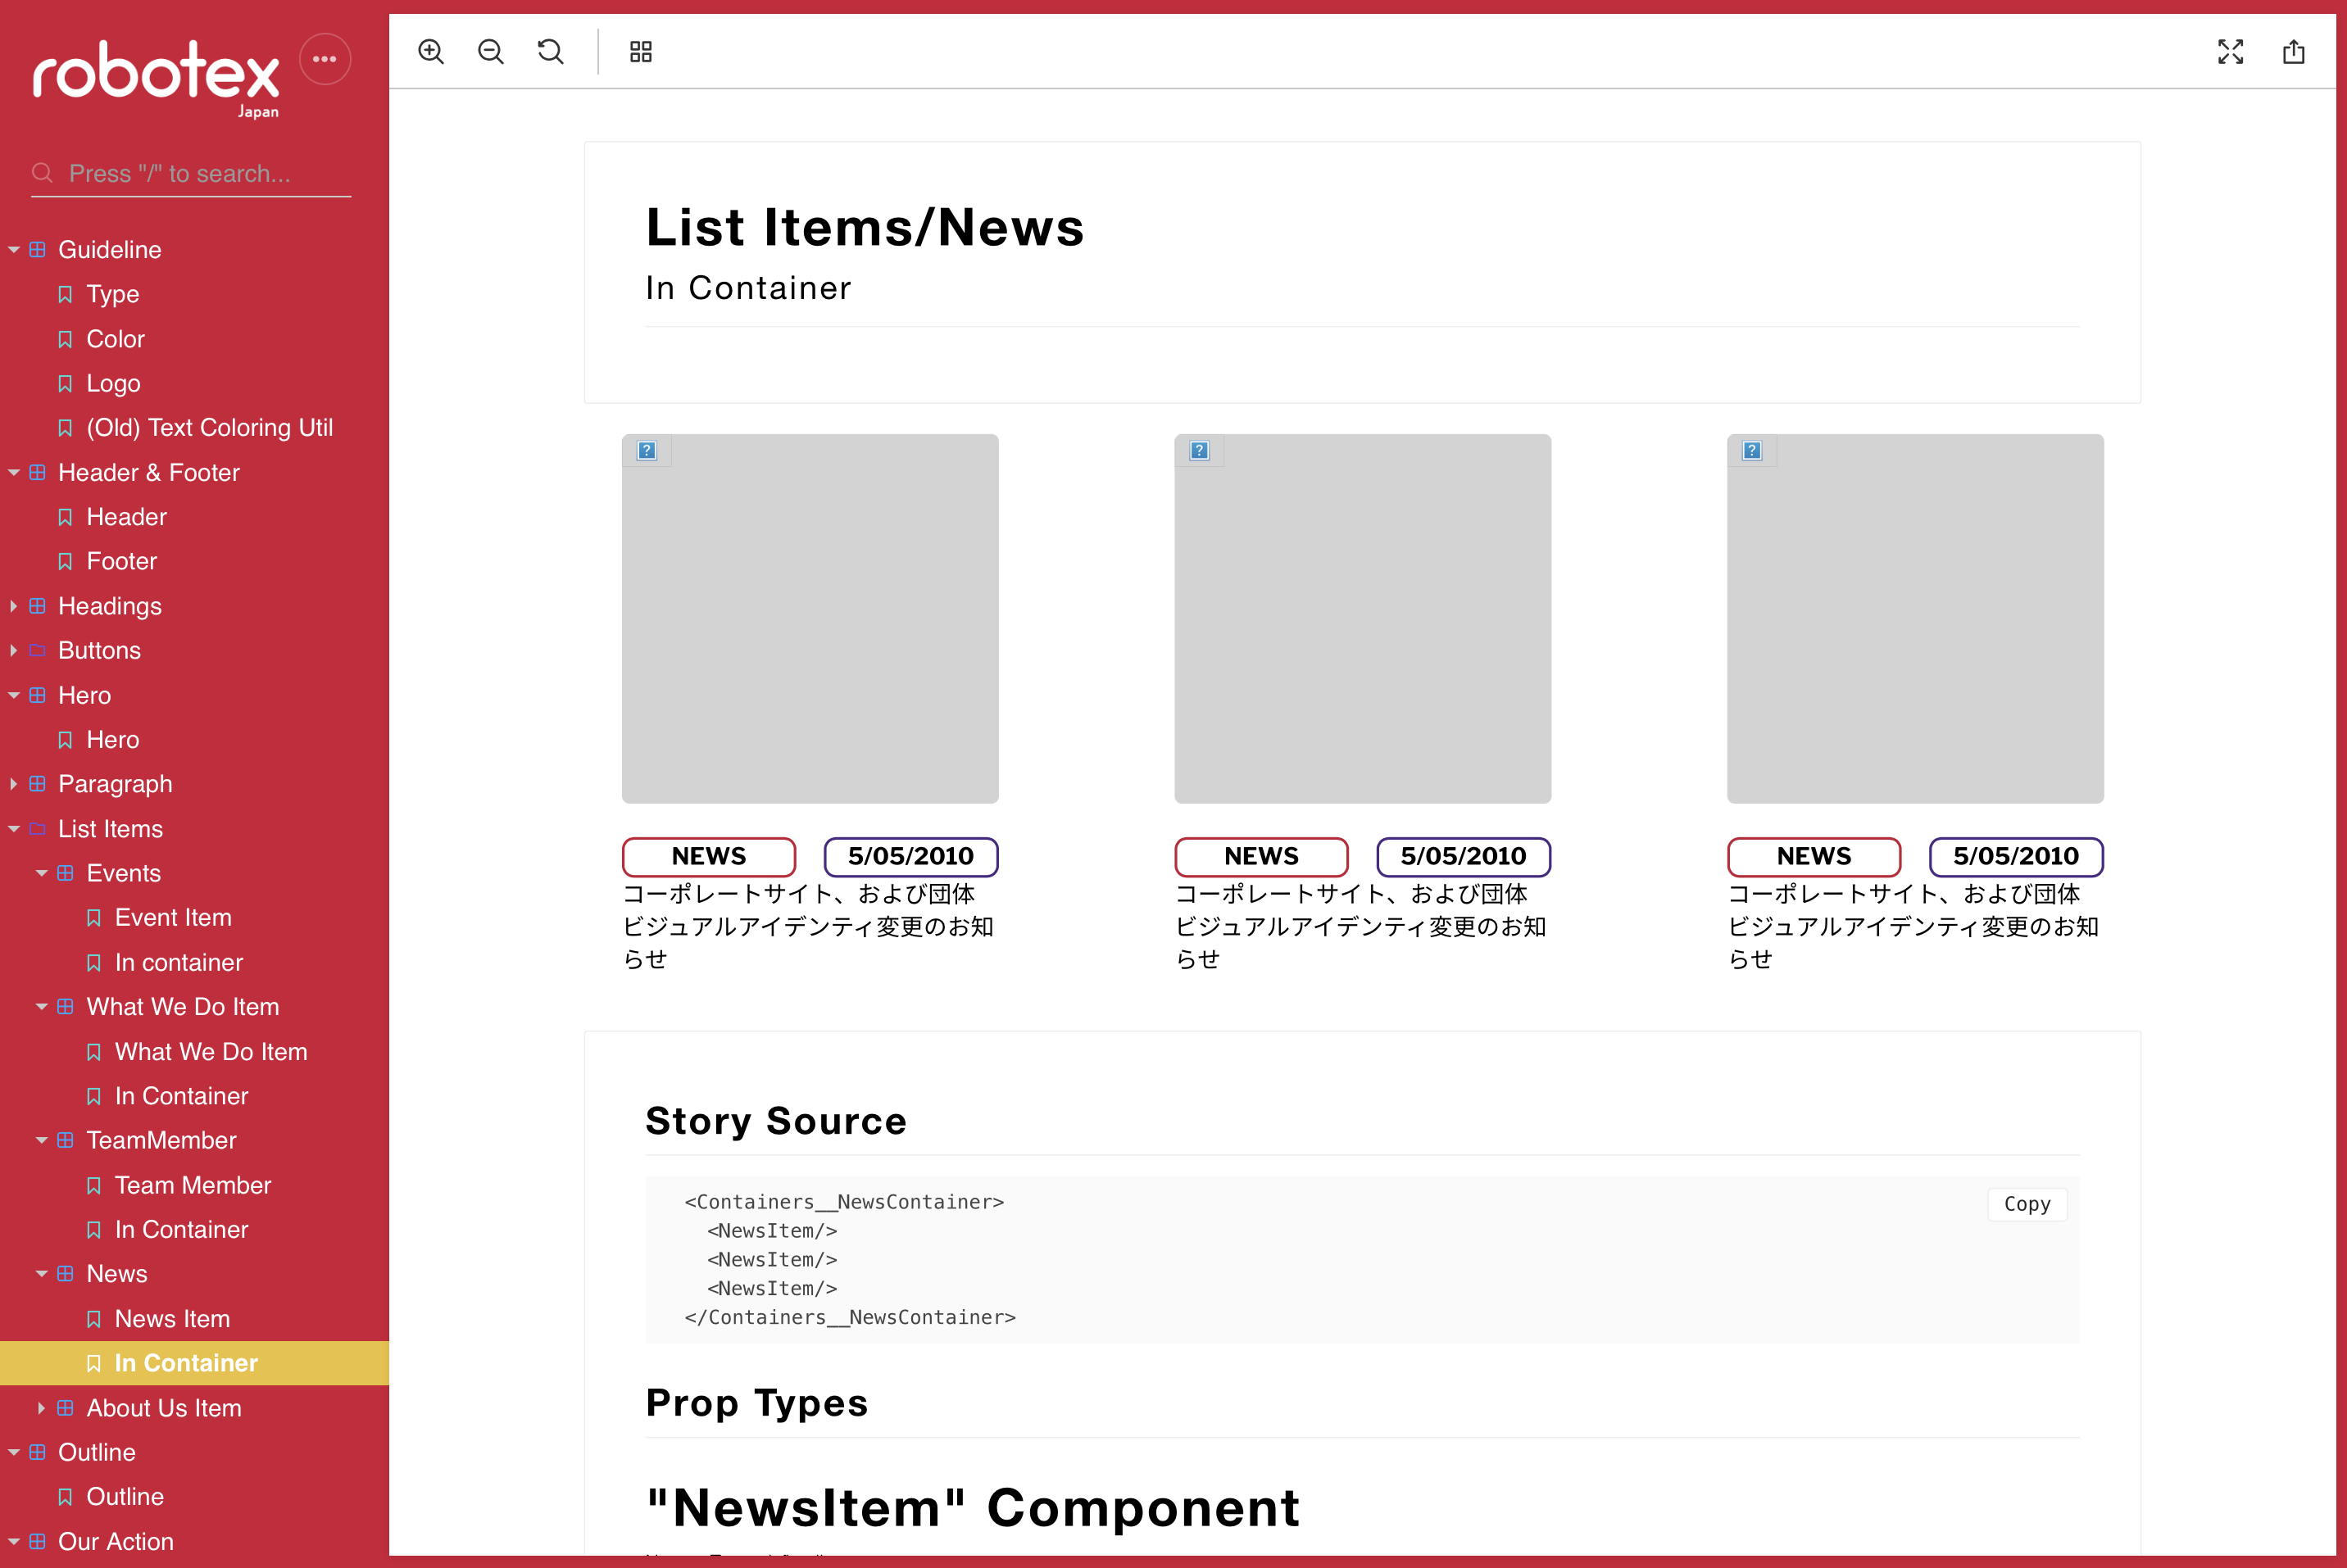 robotex
Japan
Press "/" to search...
Guideline
Type
Color
Logo
(Old) Text Coloring Util
Header & Footer
Header
Footer
Headings
Buttons
Hero
Hero
Paragraph
List Items
Events
Event Item
In container
What We Do Item
What We Do Item
In Container
TeamMember
Team Member
In Container
News
News Item
In Container
About Us Item
Outline
Outline
Our Action
List Items/News
In Container
NEWS 5/05/2010
コーポレートサイト、および団体
ビジュアルアイデンティ変更のお知
らせ
NEWS 5/05/2010
コーポレートサイト、および団体
ビジュアルアイデンティ変更のお知
らせ
NEWS 5/05/2010
コーポレートサイト、および団体
ビジュアルアイデンティ変更のお知
らせ
Story Source
<Containers__NewsContainer>
<NewsItem/>
<NewsItem/>
<NewsItem/>
</Containers__NewsContainer>
Copy
Prop Types
"NewsItem" Component